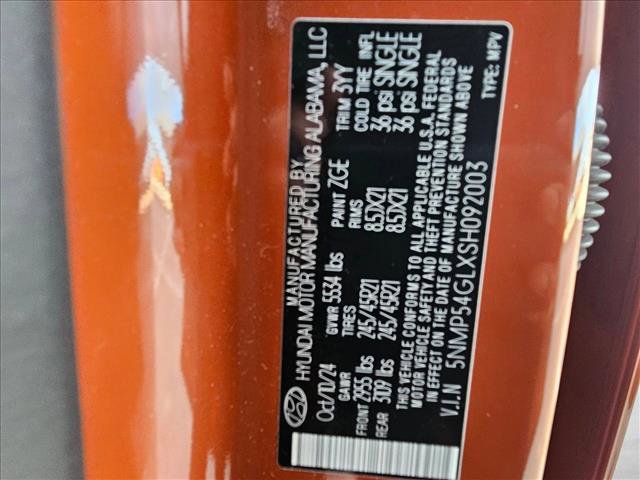 MANUFACTURED BY
HYUNDAI MOTOR MANUFACTURING ALABAMA, LLC
Oct/10/24 PAINT ZGE TRIM 3YY
GAWR GVWR 5534 lbs TIRES RIMS COLD TIRE INFL
FRONT 2955 lbs 245/45R21 8.5JX21 36 PSI SINGLE
REAR 3109 lbs 245/45R21 8.5JX21 36 PSI SINGLE
THIS VEHICLE CONFORMS TO ALL APPLICABLE U.S.A. FEDERAL
MOTOR VEHICLE SAFETY AND THEFT PREVENTION STANDARDS
IN EFFECT ON THE DATE OF MANUFACTURE SHOWN ABOVE
V.I.N 5NMP54GLXSH092003 TYPE: MPV